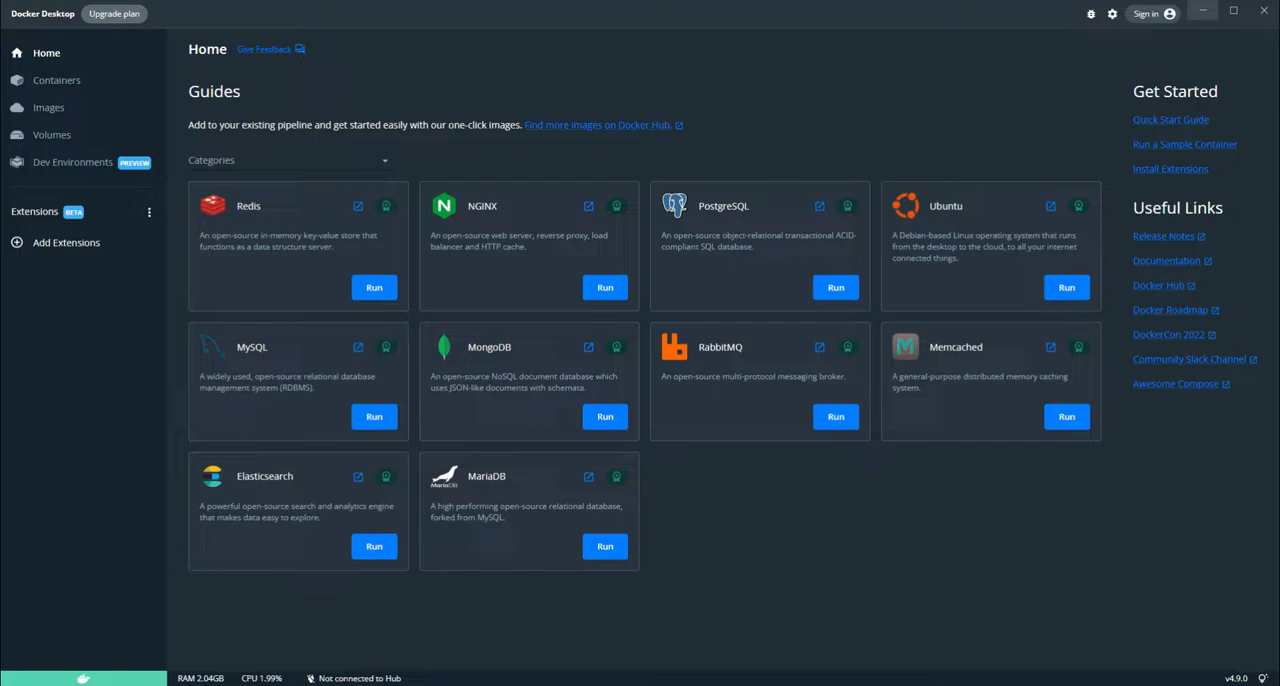 Docker Desktop
Upgrade plan
Sign in
Home
Containers
Images
Volumes
Dev Environments PREVIEW
Extensions BETA
Add Extensions
Home
Give Feedback
Guides
Add to your existing pipeline and get started easily with our one-click images. Find more images on Docker Hub.
Categories
Redis
An open-source in-memory key-value store that
functions as a data structure server.
Run
NGINX
An open-source web server, reverse proxy, load
balancer and HTTP cache.
Run
PostgreSQL
An open-source object-relational transactional ACID-
compliant SQL database.
Run
Ubuntu
A Debian-based Linux operating system that runs
from the desktop to the cloud, to all your internet
connected things.
Run
MySQL
A widely used, open-source relational database
management system (RDBMS).
Run
MongoDB
An open-source NoSQL document database which
uses JSON-like documents with schemata.
Run
RabbitMQ
An open-source multi-protocol messaging broker.
Run
Memcached
A general-purpose distributed memory caching
system.
Run
Elasticsearch
A powerful open-source search and analytics engine
that makes data easy to explore.
Run
MariaDB
MariaDB
A high performing open-source relational database,
forked from MySQL.
Run
Get Started
Quick Start Guide
Run a Sample Container
Install Extensions
Useful Links
Release Notes
Documentation
Docker Hub
Docker Roadmap
DockerCon 2022
Community Slack Channel
Awesome Compose
RAM 2.04GB
CPU 1.99%
Not connected to Hub
v4.9.0